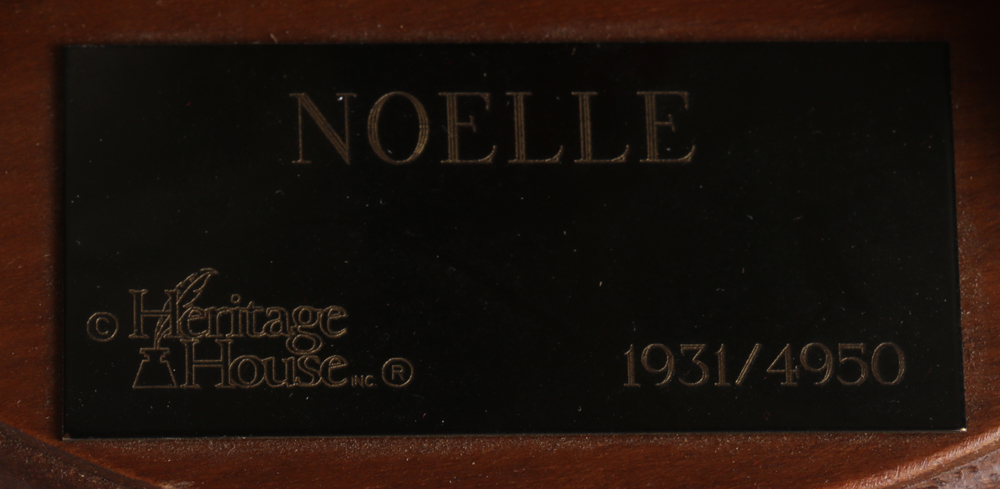 NOELLE
© Heritage
House INC. ®
1931/4950